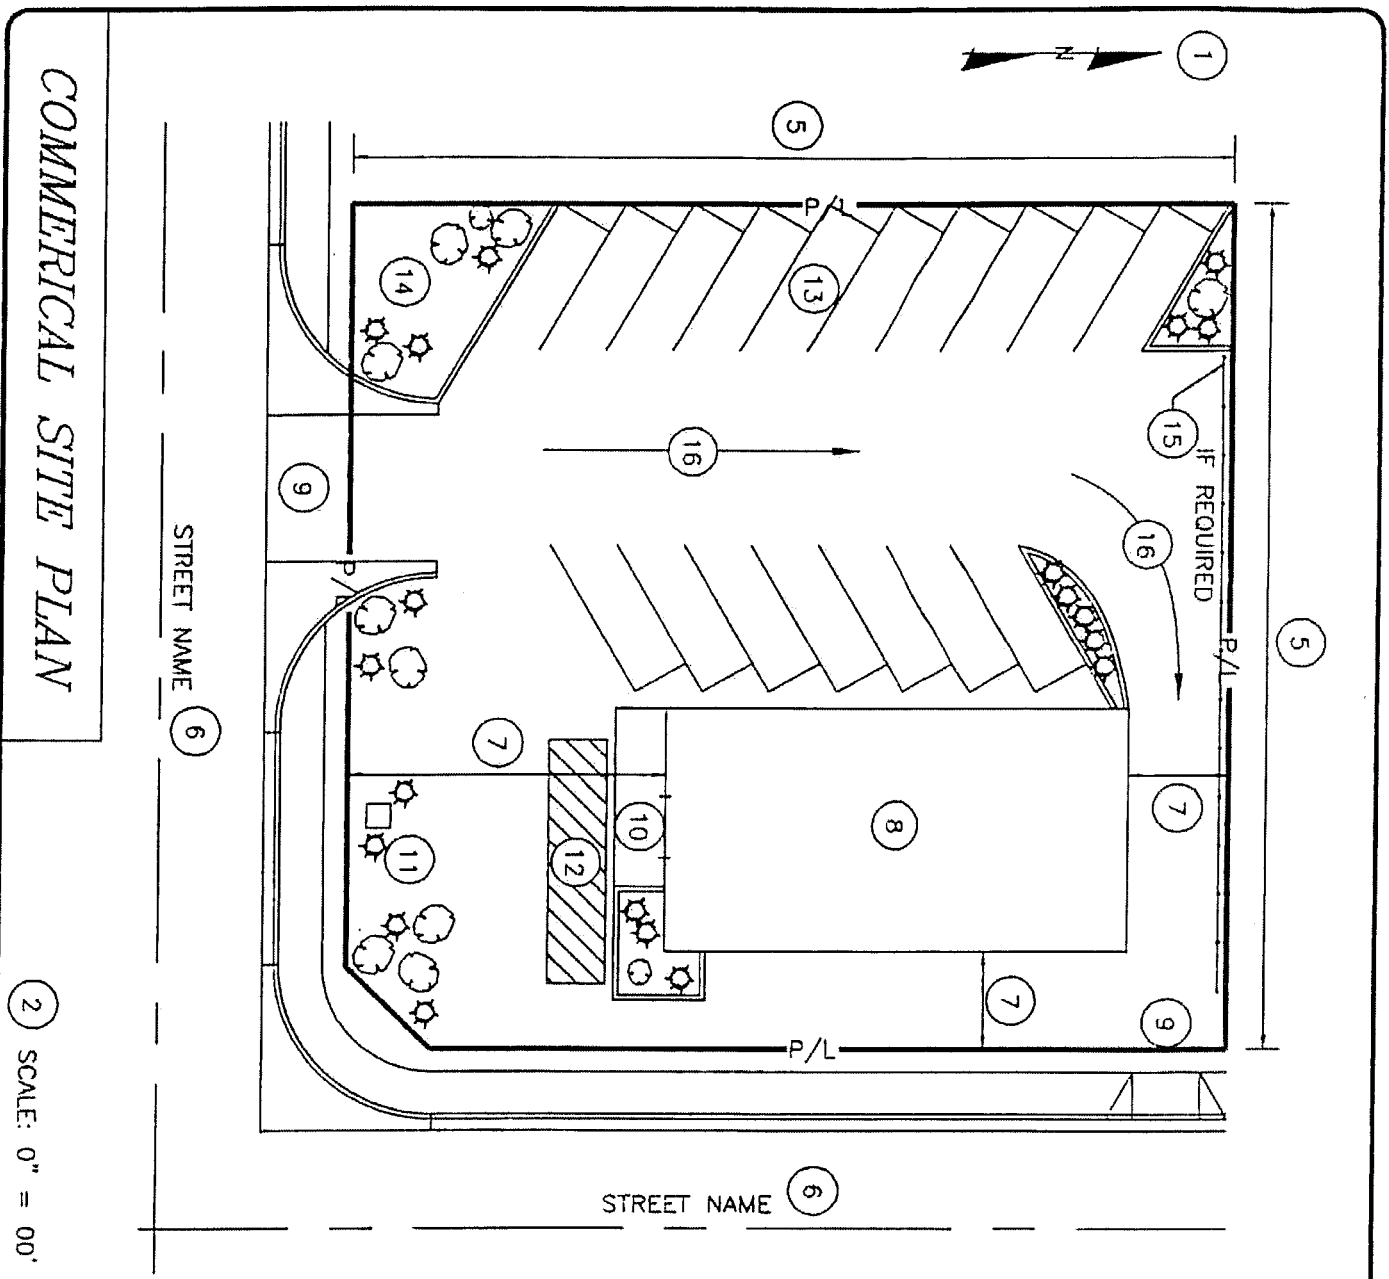 1
N
5
P/L
14
13
15
IF REQUIRED
16
16
9
5
P/L
P/L
STREET NAME 6
7
7
10
8
12
11
7
9
P/L
STREET NAME 6
COMMERICAL SITE PLAN
2 SCALE: 0" = 00'